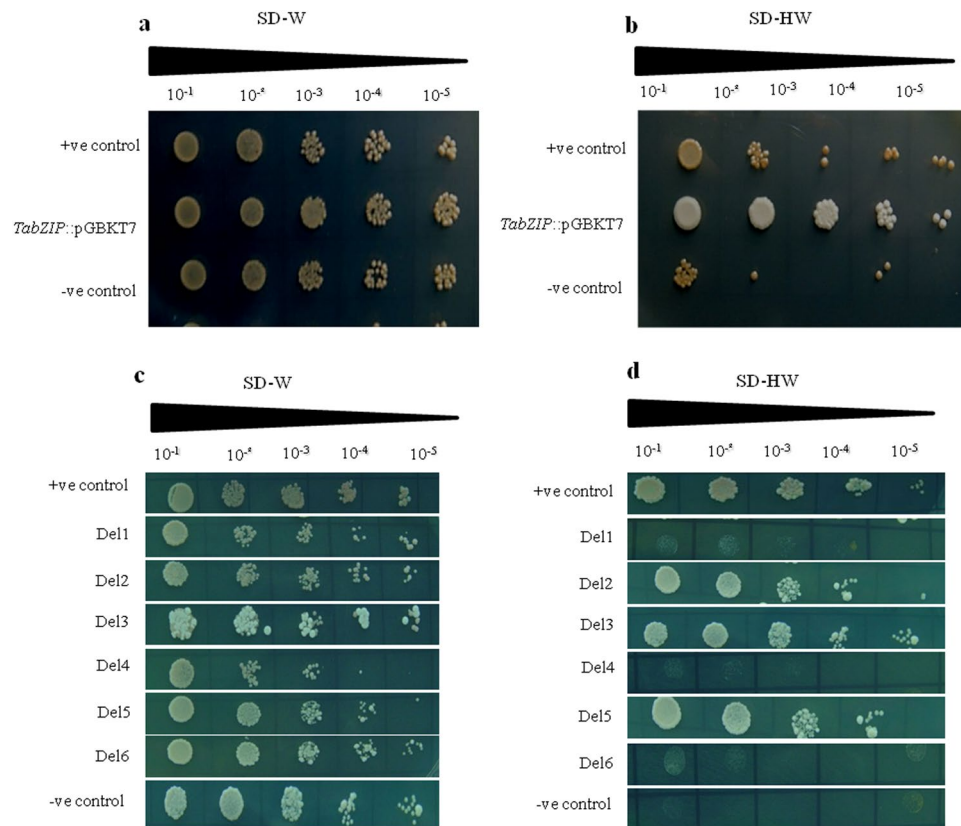 a SD-W
10⁻¹ 10⁻² 10⁻³ 10⁻⁴ 10⁻⁵
+ve control
TabZIP::pGBKT7
-ve control
b SD-HW
10⁻¹ 10⁻² 10⁻³ 10⁻⁴ 10⁻⁵
+ve control
TabZIP::pGBKT7
-ve control
c SD-W
10⁻¹ 10⁻² 10⁻³ 10⁻⁴ 10⁻⁵
+ve control
Del1
Del2
Del3
Del4
Del5
Del6
-ve control
d SD-HW
10⁻¹ 10⁻² 10⁻³ 10⁻⁴ 10⁻⁵
+ve control
Del1
Del2
Del3
Del4
Del5
Del6
-ve control